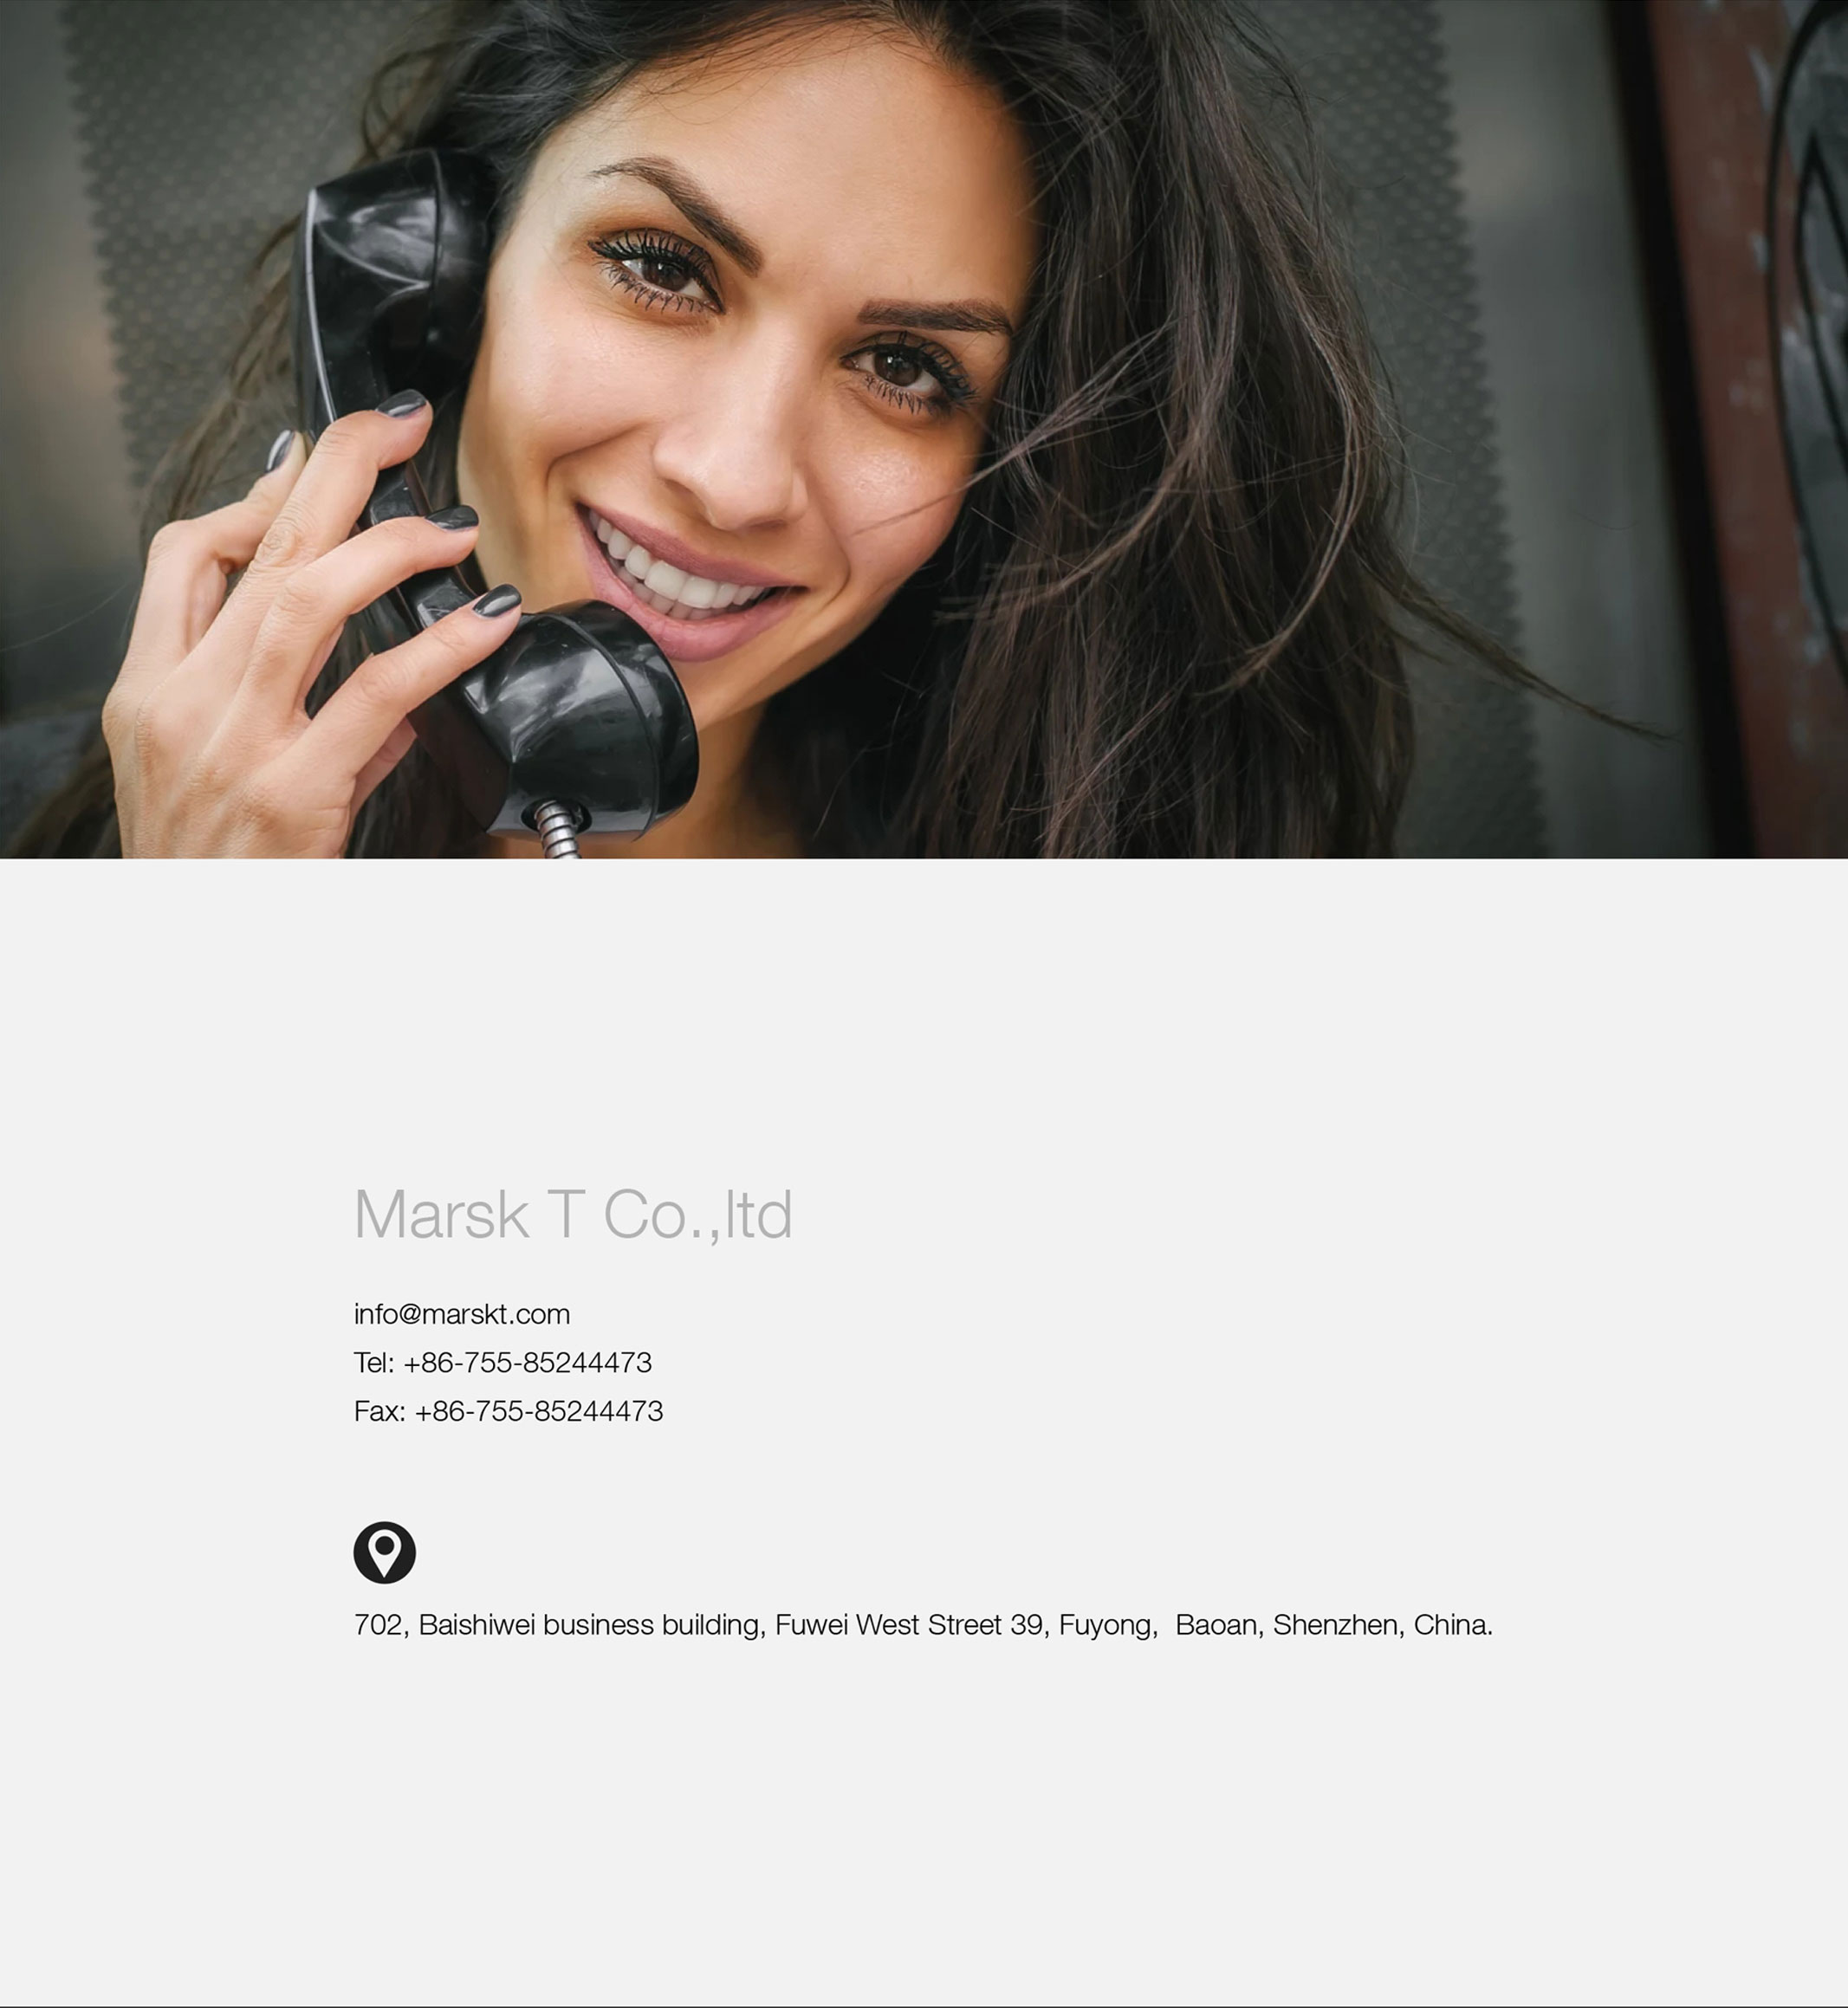 Marsk T Co.,ltd
info@marskt.com
Tel: +86-755-85244473
Fax: +86-755-85244473
702, Baishiwei business building, Fuwei West Street 39, Fuyong,  Baoan, Shenzhen, China.